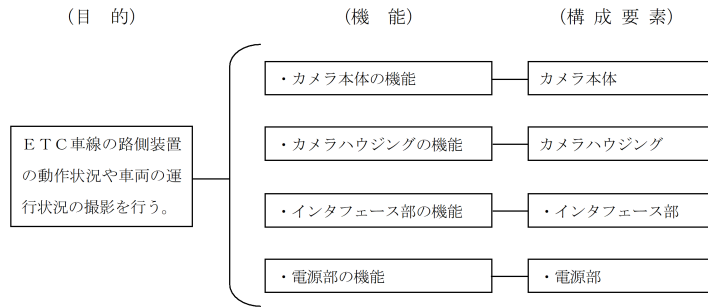 (目　的)　(機　能)　(構 成 要 素)
・カメラ本体の機能　カメラ本体
ＥＴＣ車線の路側装置
の動作状況や車両の運
行状況の撮影を行う。
・カメラハウジングの機能　カメラハウジング
・インタフェース部の機能　・インタフェース部
・電源部の機能　・電源部